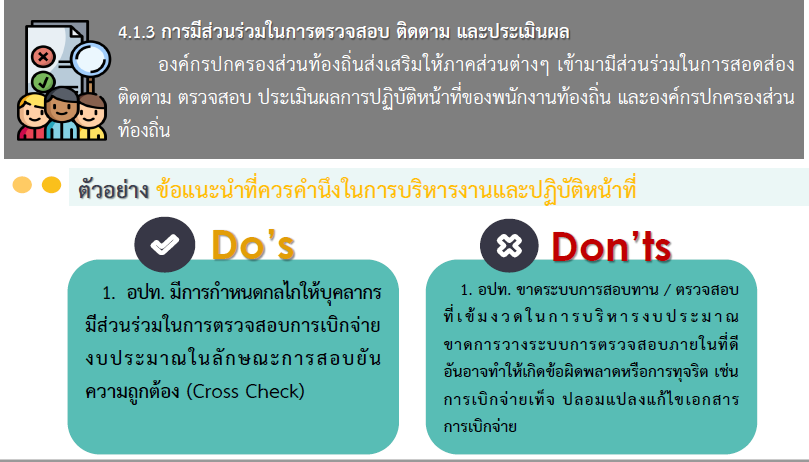 4.1.3 การมีส่วนร่วมในการตรวจสอบ ติดตาม และประเมินผล
องค์กรปกครองส่วนท้องถิ่นส่งเสริมให้ภาคส่วนต่างๆ เข้ามามีส่วนร่วมในการสอดส่อง
ติดตาม ตรวจสอบ ประเมินผลการปฏิบัติหน้าที่ของพนักงานท้องถิ่น และองค์กรปกครองส่วน
ท้องถิ่น
ตัวอย่าง ข้อแนะนำที่ควรคำนึงในการบริหารงานและปฏิบัติหน้าที่
Do's
1. อปท. มีการกำหนดกลไกให้บุคลากร
มีส่วนร่วมในการตรวจสอบการเบิกจ่าย
งบประมาณในลักษณะการสอบยัน
ความถูกต้อง (Cross Check)
Don'ts
1. อปท. ขาดระบบการสอบทาน / ตรวจสอบ
ที่เข้มงวดในการบริหารงบประมาณ
ขาดการวางระบบการตรวจสอบภายในที่ดี
อันอาจทำให้เกิดข้อผิดพลาดหรือการทุจริต เช่น
การเบิกจ่ายเท็จ ปลอมแปลงแก้ไขเอกสาร
การเบิกจ่าย